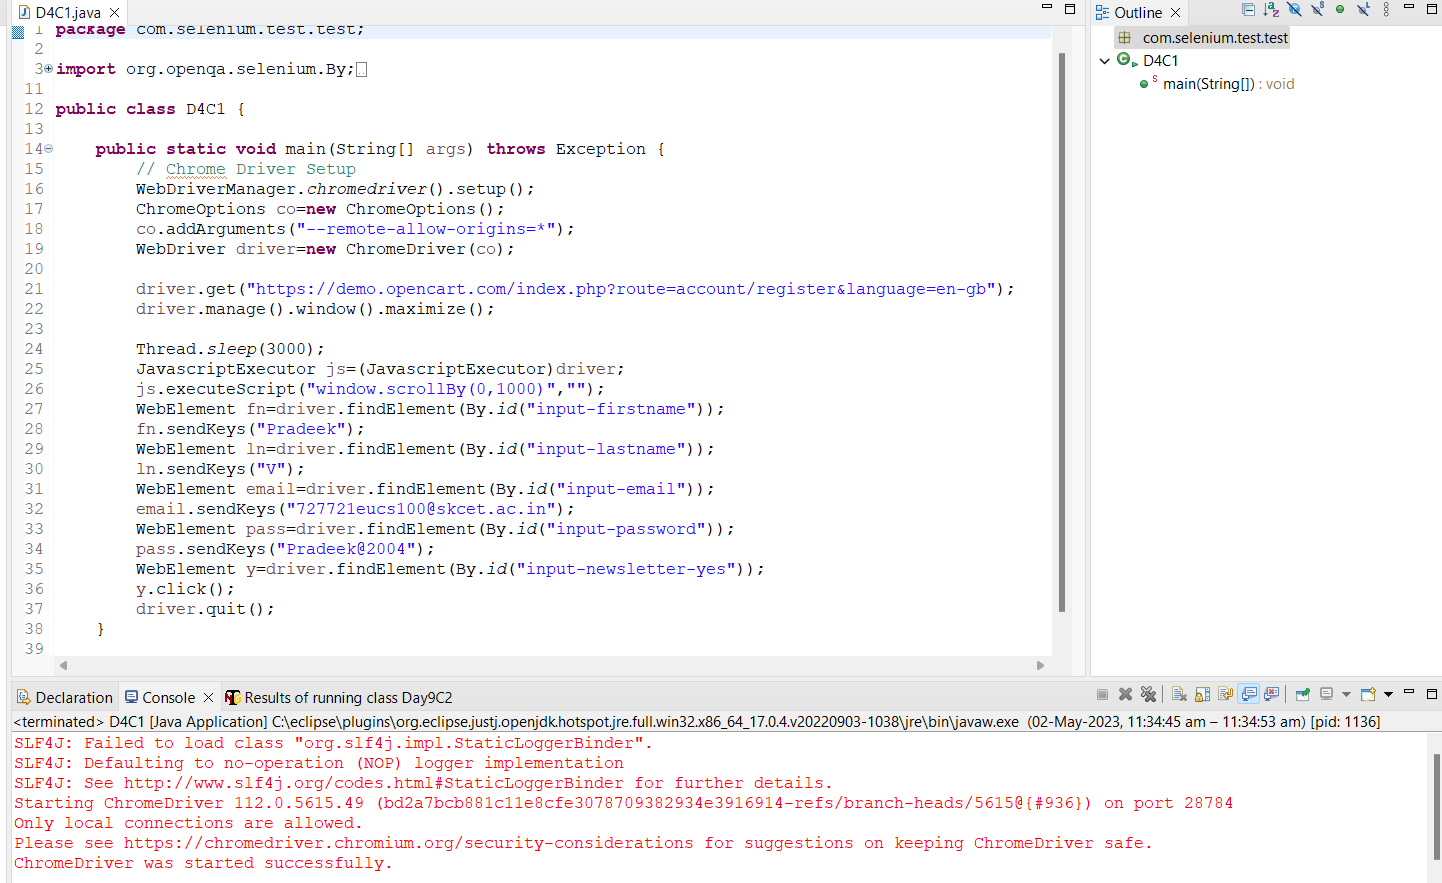 D4C1.java
1 package com.selenium.test.test;
2
3 import org.openqa.selenium.By;
11
12 public class D4C1 {
13
14 public static void main(String[] args) throws Exception {
15 // Chrome Driver Setup
16 WebDriverManager.chromedriver().setup();
17 ChromeOptions co=new ChromeOptions();
18 co.addArguments("--remote-allow-origins=*");
19 WebDriver driver=new ChromeDriver(co);
20
21 driver.get("https://demo.opencart.com/index.php?route=account/register&language=en-gb");
22 driver.manage().window().maximize();
23
24 Thread.sleep(3000);
25 JavascriptExecutor js=(JavascriptExecutor)driver;
26 js.executeScript("window.scrollBy(0,1000)","");
27 WebElement fn=driver.findElement(By.id("input-firstname"));
28 fn.sendKeys("Pradeek");
29 WebElement ln=driver.findElement(By.id("input-lastname"));
30 ln.sendKeys("V");
31 WebElement email=driver.findElement(By.id("input-email"));
32 email.sendKeys("727721eucs100@skcet.ac.in");
33 WebElement pass=driver.findElement(By.id("input-password"));
34 pass.sendKeys("Pradeek@2004");
35 WebElement y=driver.findElement(By.id("input-newsletter-yes"));
36 y.click();
37 driver.quit();
38 }
39
Outline
com.selenium.test.test
D4C1
main(String[]) : void
Declaration Console Results of running class Day9C2
<terminated> D4C1 [Java Application] C:\eclipse\plugins\org.eclipse.justj.openjdk.hotspot.jre.full.win32.x86_64_17.0.4.v20220903-1038\jre\bin\javaw.exe (02-May-2023, 11:34:45 am – 11:34:53 am) [pid: 1136]
SLF4J: Failed to load class "org.slf4j.impl.StaticLoggerBinder".
SLF4J: Defaulting to no-operation (NOP) logger implementation
SLF4J: See http://www.slf4j.org/codes.html#StaticLoggerBinder for further details.
Starting ChromeDriver 112.0.5615.49 (bd2a7bcb881c11e8cfe3078709382934e3916914-refs/branch-heads/5615@{#936}) on port 28784
Only local connections are allowed.
Please see https://chromedriver.chromium.org/security-considerations for suggestions on keeping ChromeDriver safe.
ChromeDriver was started successfully.